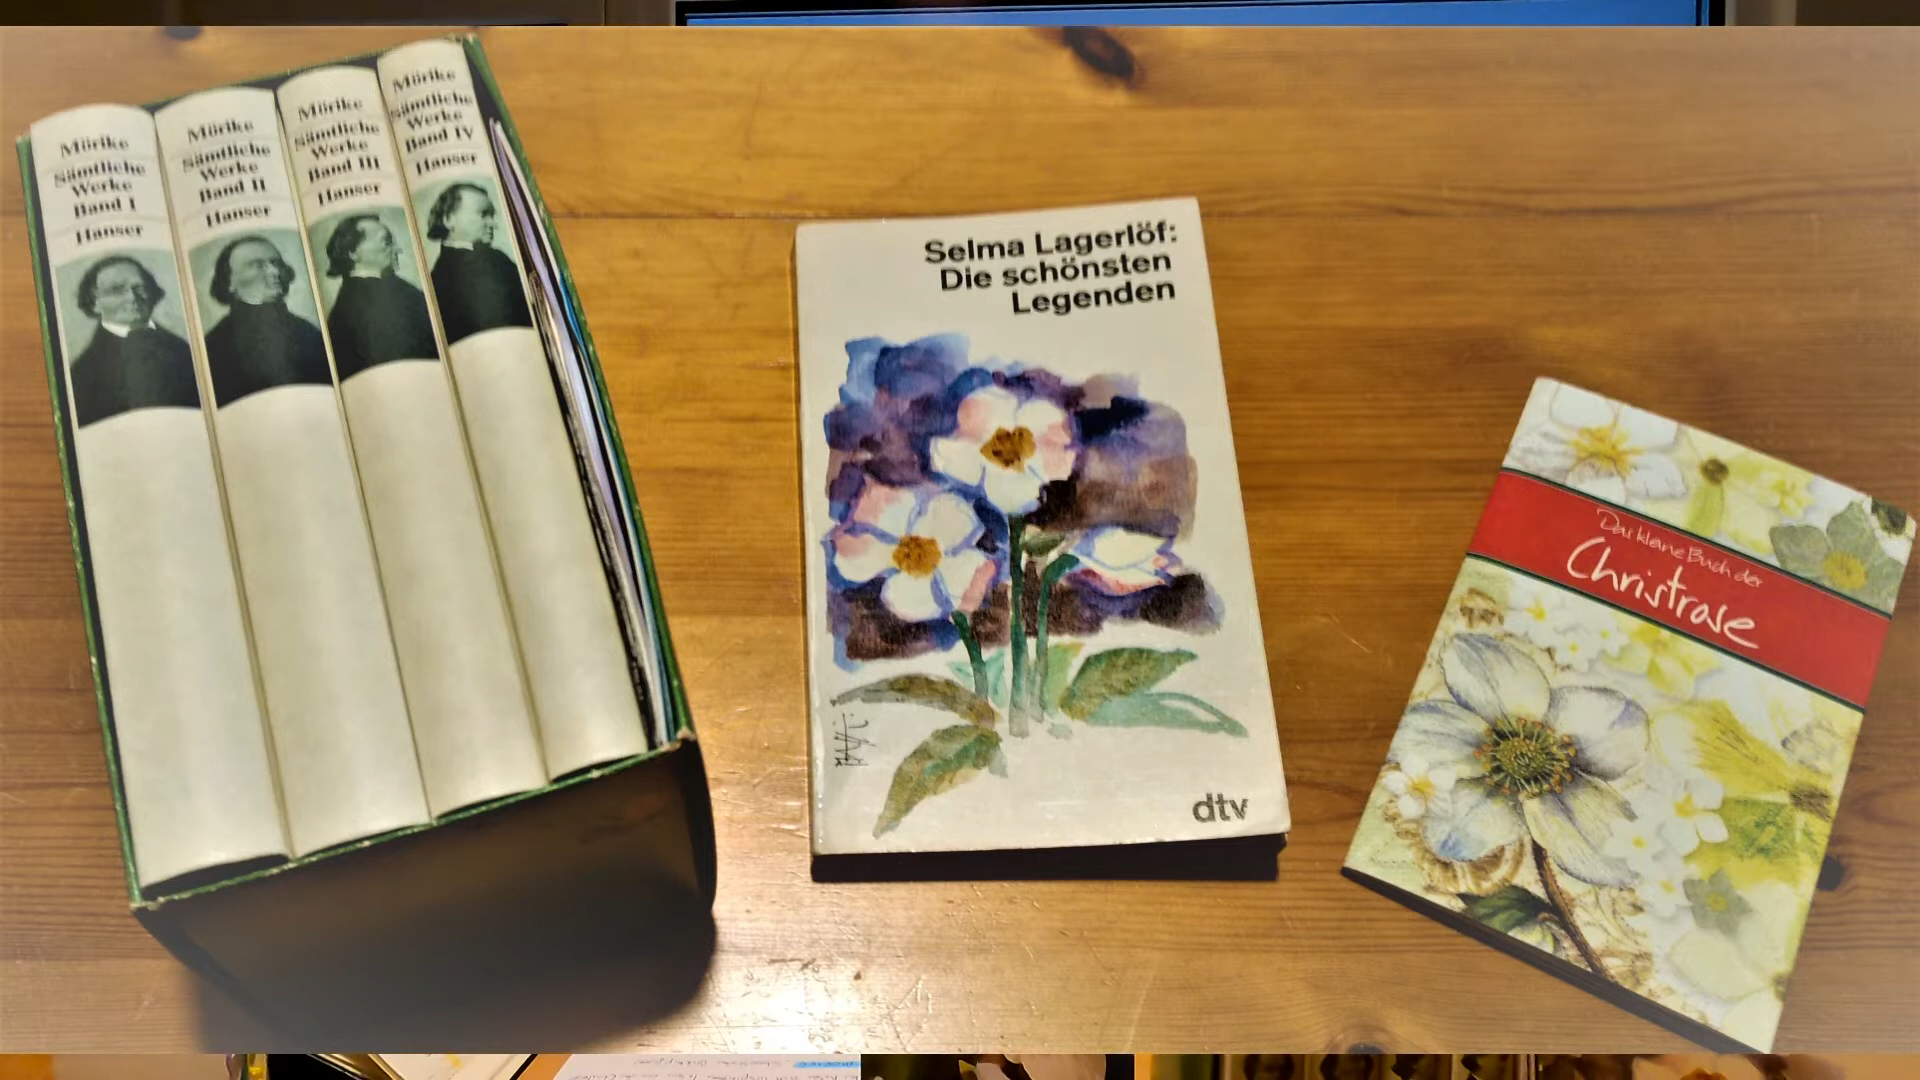 Mörike
Sämtliche
Werke
Band I
Hanser
Mörike
Sämtliche
Werke
Band II
Hanser
Mörike
Sämtliche
Werke
Band III
Hanser
Mörike
Sämtliche
Werke
Band IV
Hanser
Selma Lagerlöf:
Die schönsten
Legenden
dtv
Das kleine Buch der
Christrose